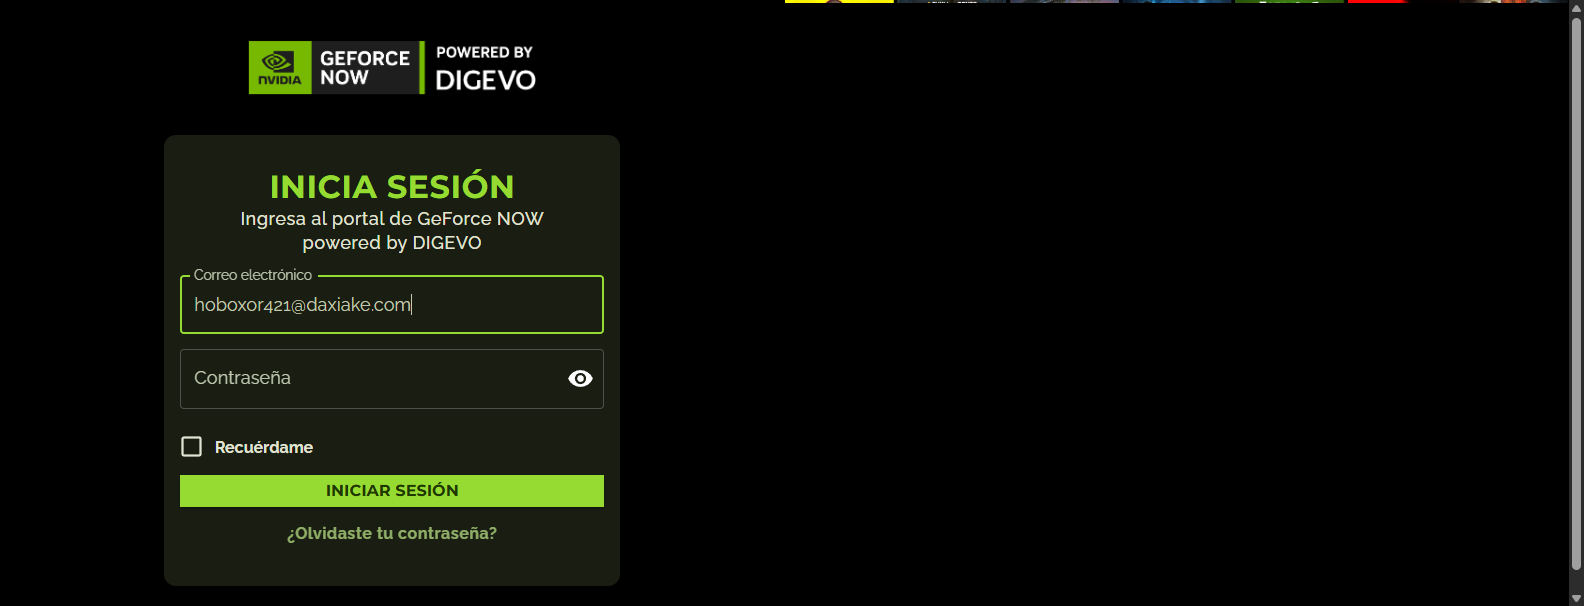 NVIDIA
GEFORCE NOW
POWERED BY
DIGEVO
INICIA SESIÓN
Ingresa al portal de GeForce NOW
powered by DIGEVO
Correo electrónico
hoboxor421@daxiake.com
Contraseña
Recuérdame
INICIAR SESIÓN
¿Olvidaste tu contraseña?